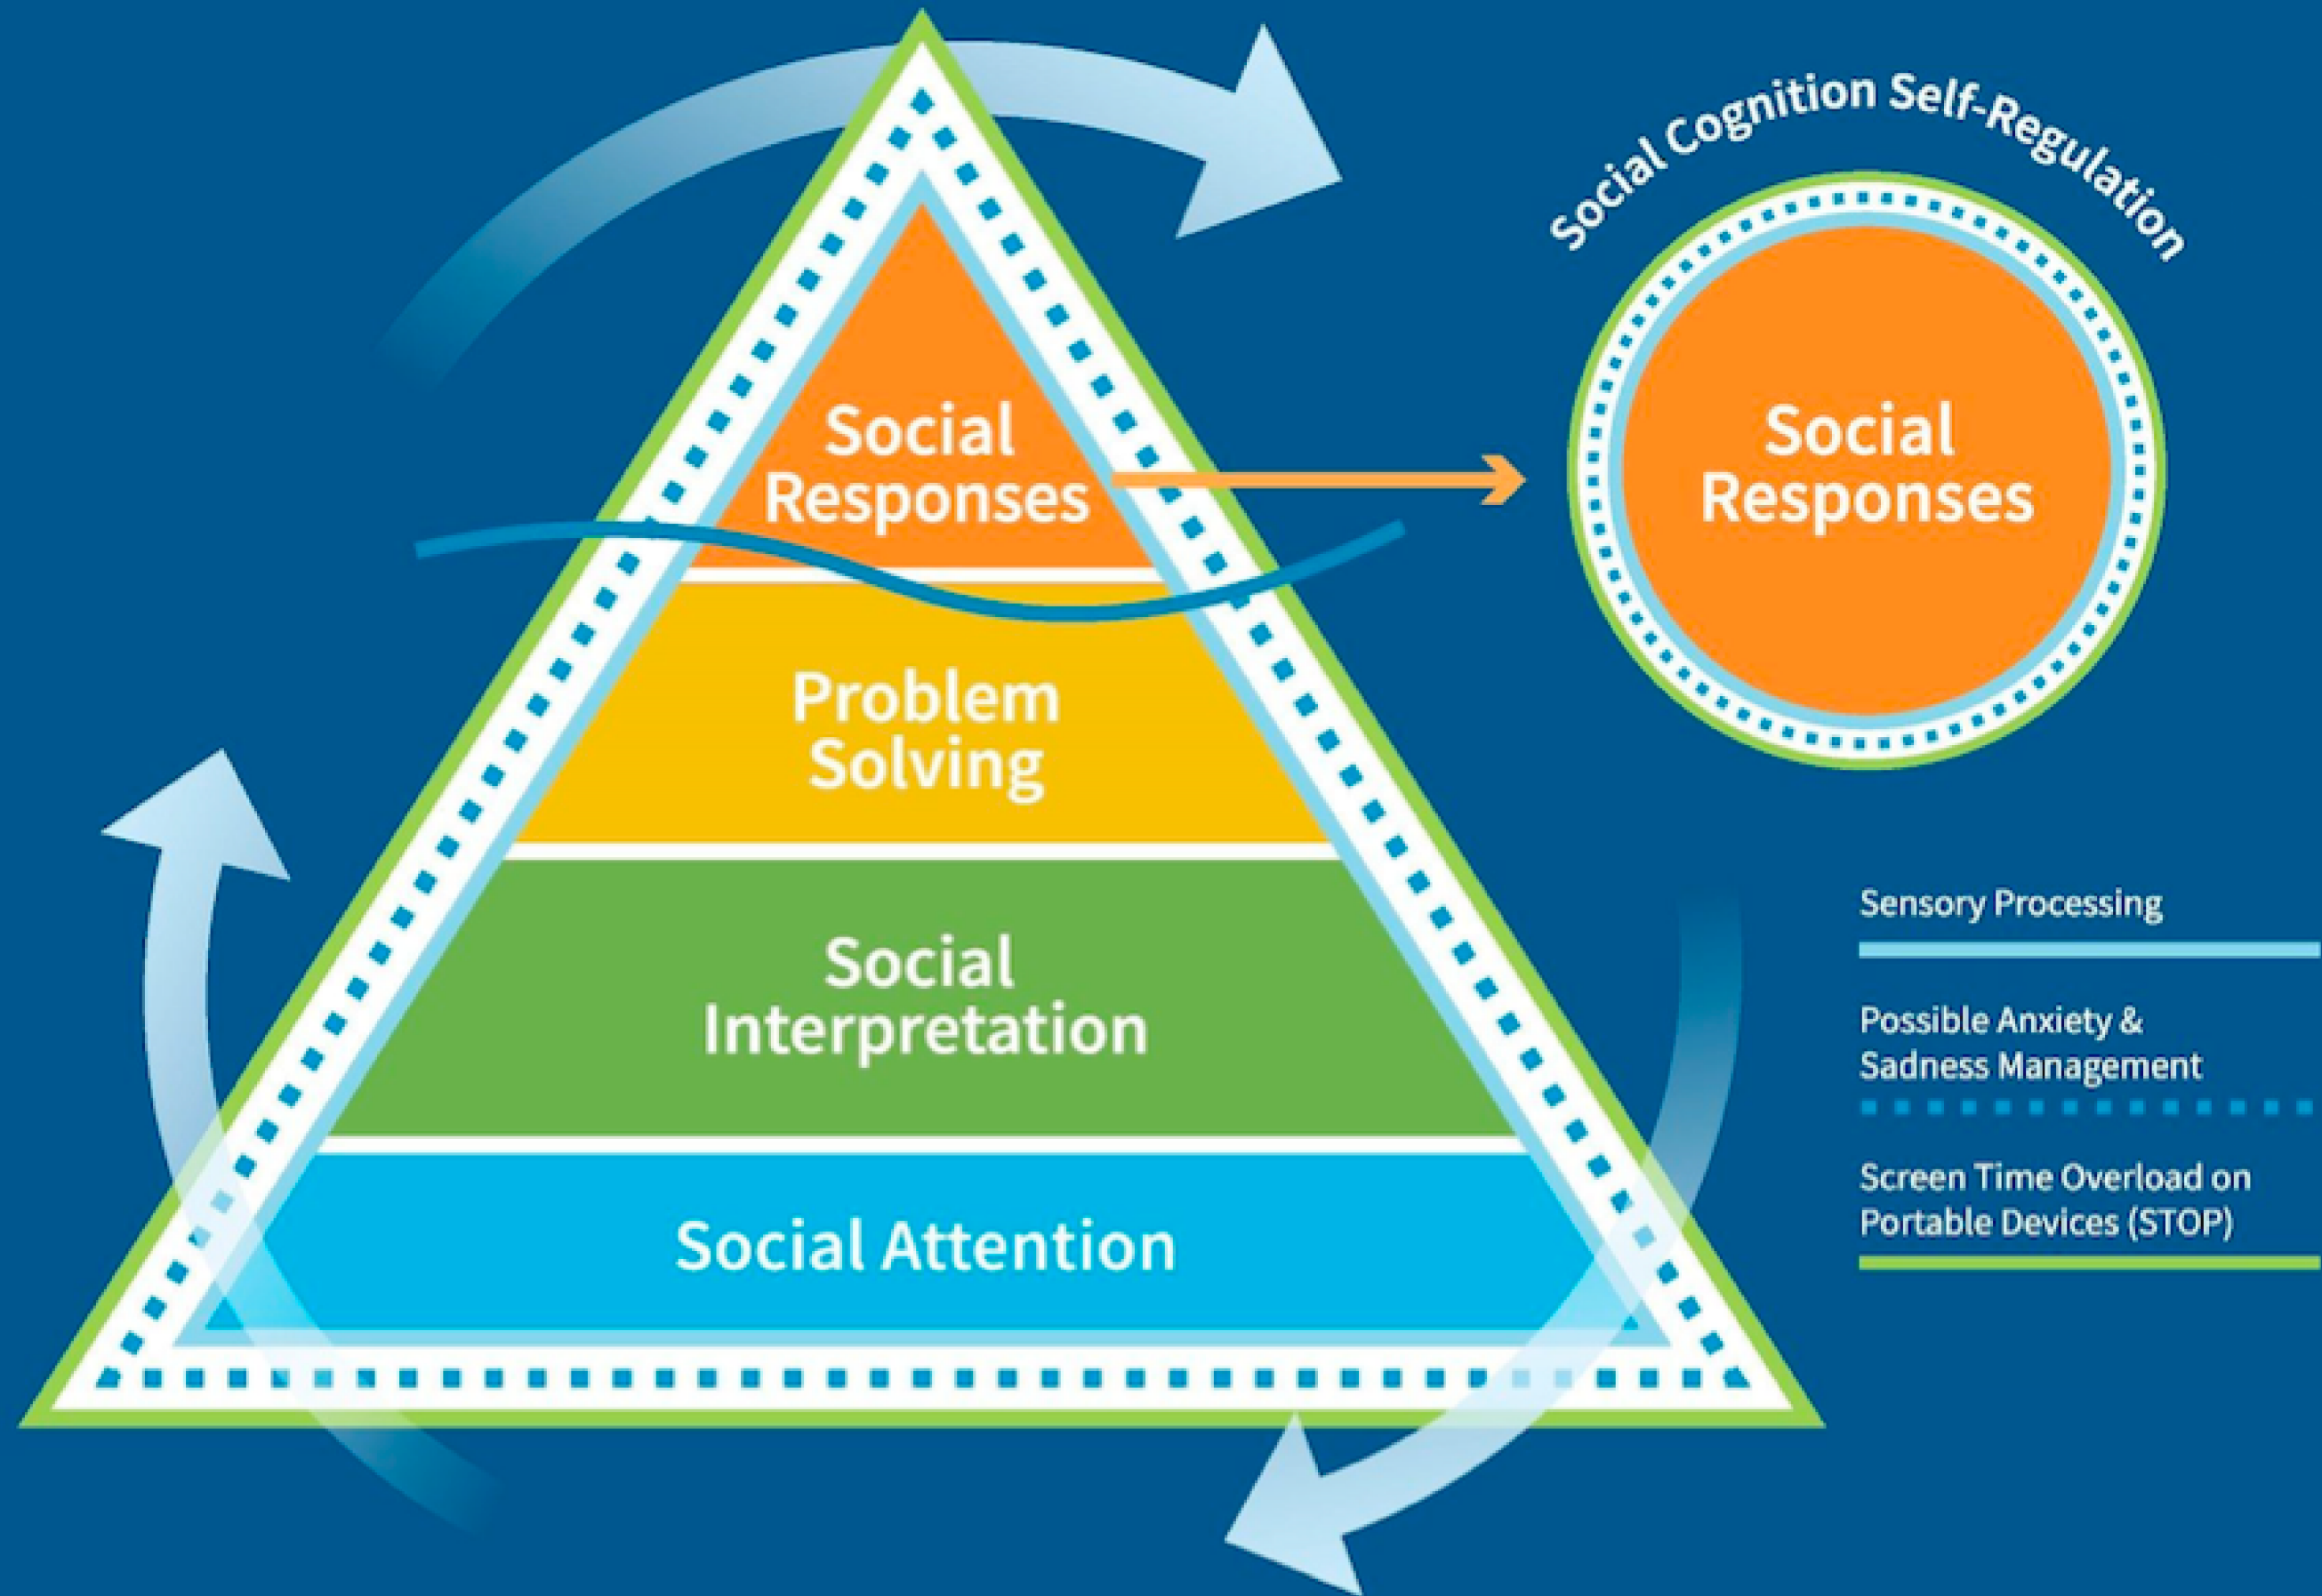 Social Cognition Self-Regulation
Social
Responses
Social
Responses
Problem
Solving
Social
Interpretation
Social Attention
Sensory Processing
Possible Anxiety &
Sadness Management
Screen Time Overload on
Portable Devices (STOP)